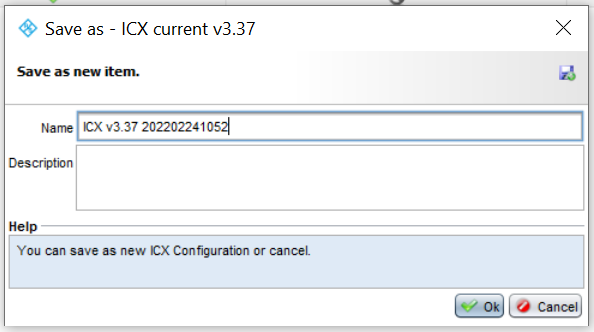 Save as - ICX current v3.37
Save as new item.
Name ICX v3.37 202202241052
Description
Help
You can save as new ICX Configuration or cancel.
Ok Cancel